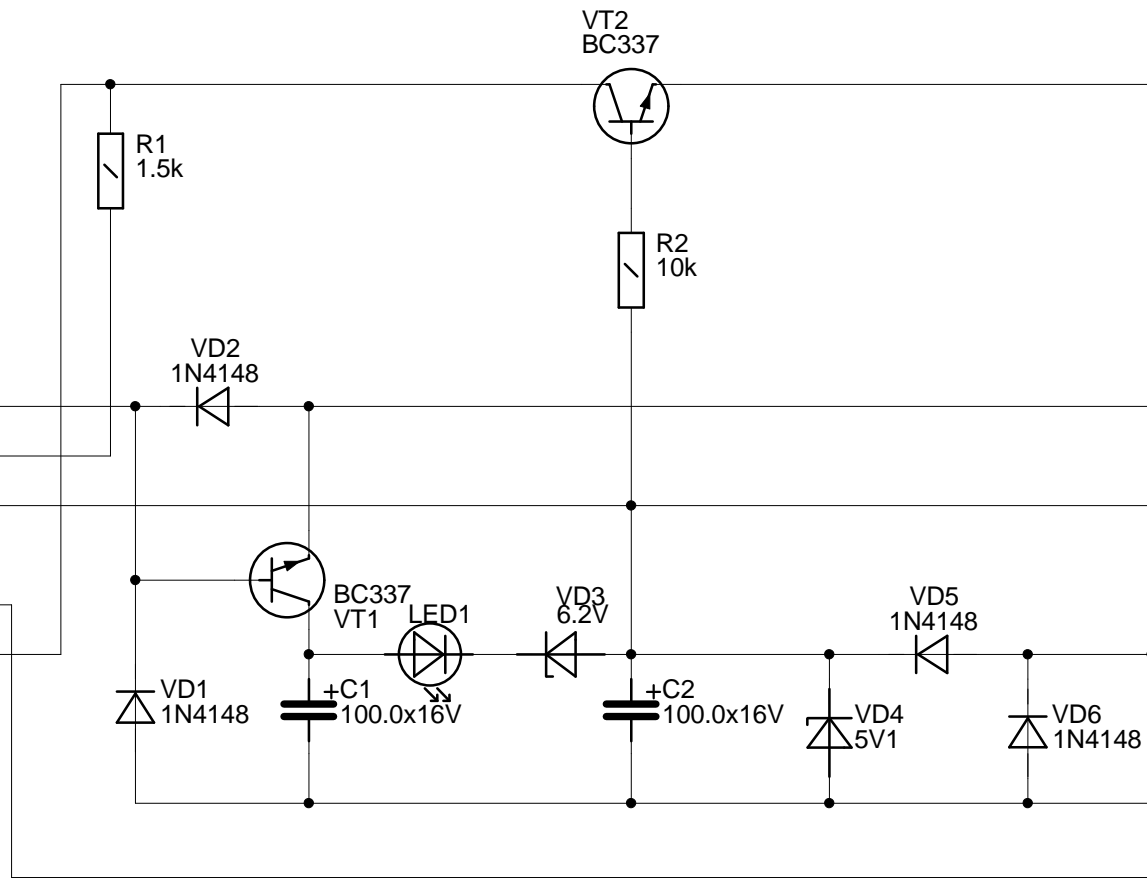 VT2
BC337
R1
1.5k
R2
10k
VD2
1N4148
BC337
VT1
LED1
VD3
6.2V
VD5
1N4148
VD1
1N4148
+C1
100.0x16V
+C2
100.0x16V
VD4
5V1
VD6
1N4148